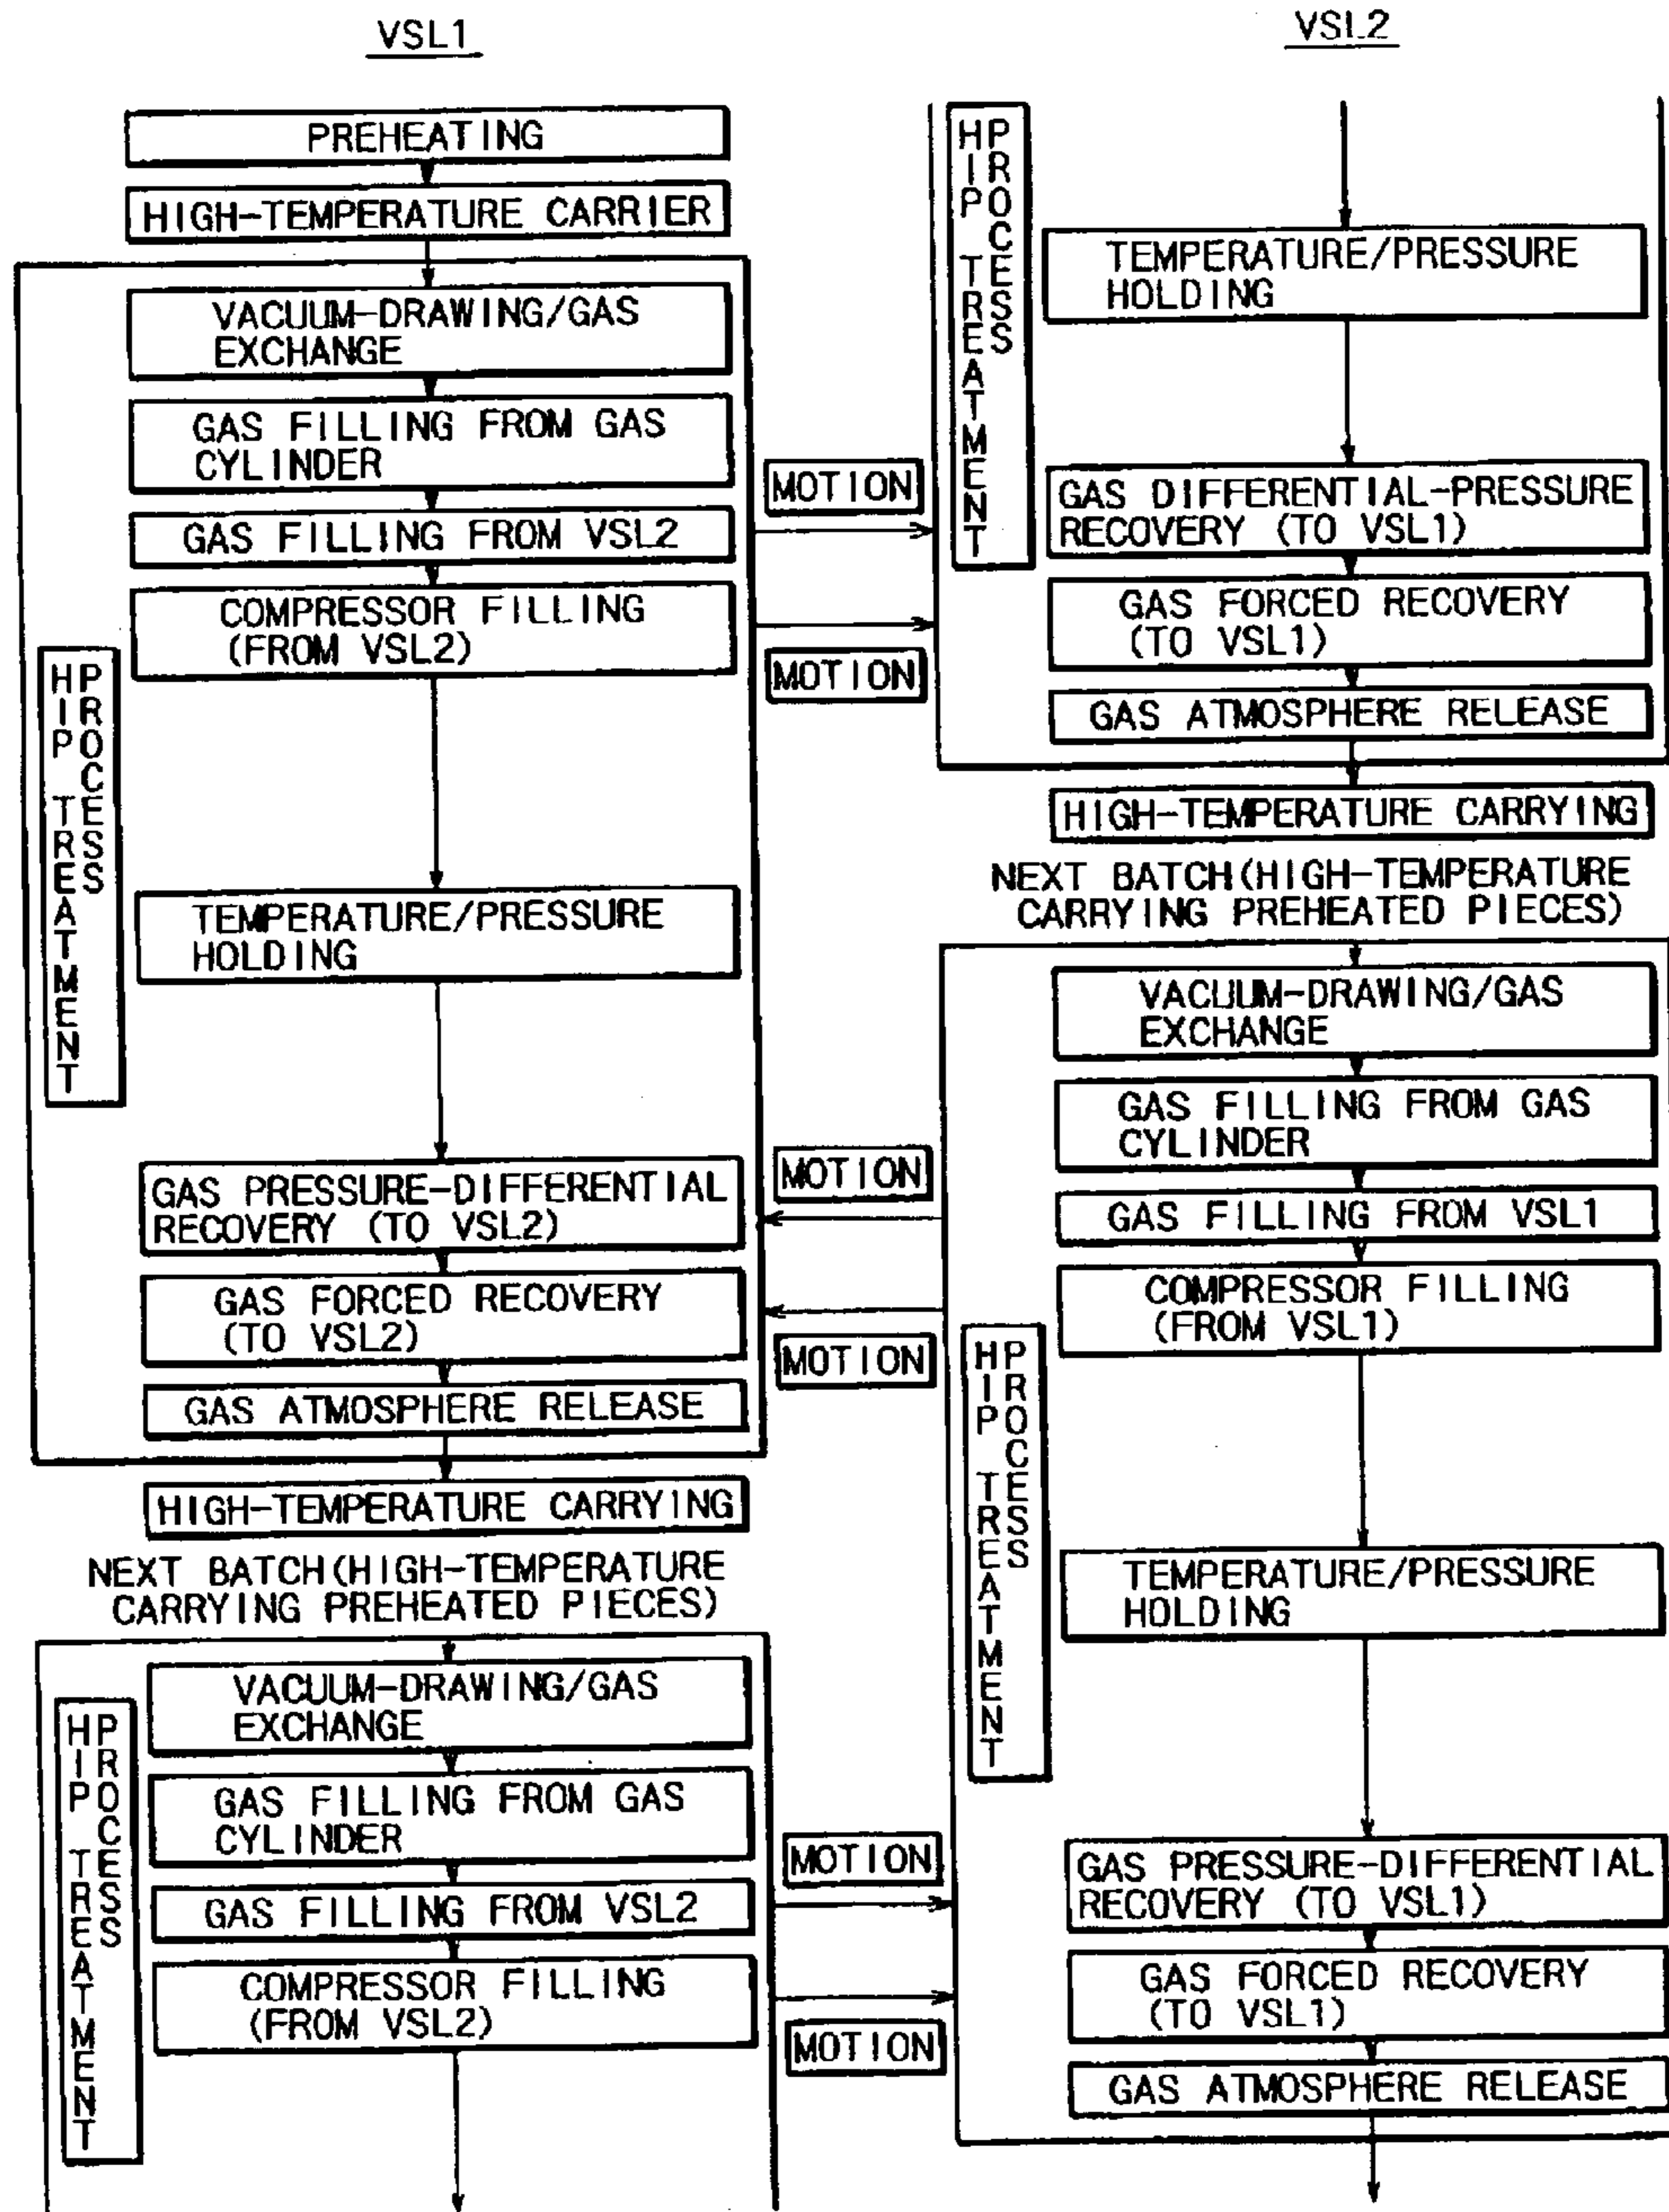 VSL1
PREHEATING
HIGH-TEMPERATURE CARRIER
VACUUM-DRAWING/GAS
EXCHANGE
GAS FILLING FROM GAS
CYLINDER
GAS FILLING FROM VSL2
COMPRESSOR FILLING
(FROM VSL2)
HIP TREATMENT
PROCESS
TEMPERATURE/PRESSURE
HOLDING
GAS PRESSURE-DIFFERENTIAL
RECOVERY (TO VSL2)
GAS FORCED RECOVERY
(TO VSL2)
GAS ATMOSPHERE RELEASE
HIGH-TEMPERATURE CARRYING
NEXT BATCH(HIGH-TEMPERATURE
CARRYING PREHEATED PIECES)
VACUUM-DRAWING/GAS
EXCHANGE
HIP TREATMENT
PROCESS
GAS FILLING FROM GAS
CYLINDER
GAS FILLING FROM VSL2
COMPRESSOR FILLING
(FROM VSL2)
MOTION
MOTION
MOTION
MOTION
MOTION
MOTION
VSL2
HIP TREATMENT
PROCESS
TEMPERATURE/PRESSURE
HOLDING
GAS DIFFERENTIAL-PRESSURE
RECOVERY (TO VSL1)
GAS FORCED RECOVERY
(TO VSL1)
GAS ATMOSPHERE RELEASE
HIGH-TEMPERATURE CARRYING
NEXT BATCH(HIGH-TEMPERATURE
CARRYING PREHEATED PIECES)
VACUUM-DRAWING/GAS
EXCHANGE
GAS FILLING FROM GAS
CYLINDER
GAS FILLING FROM VSL1
COMPRESSOR FILLING
(FROM VSL1)
HIP TREATMENT
PROCESS
TEMPERATURE/PRESSURE
HOLDING
GAS PRESSURE-DIFFERENTIAL
RECOVERY (TO VSL1)
GAS FORCED RECOVERY
(TO VSL1)
GAS ATMOSPHERE RELEASE